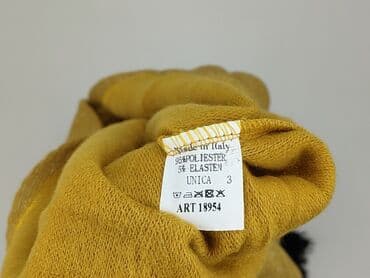 Made in Italy
95%POLIESTER
5% ELASTEN
UNICA 3
ART 18954